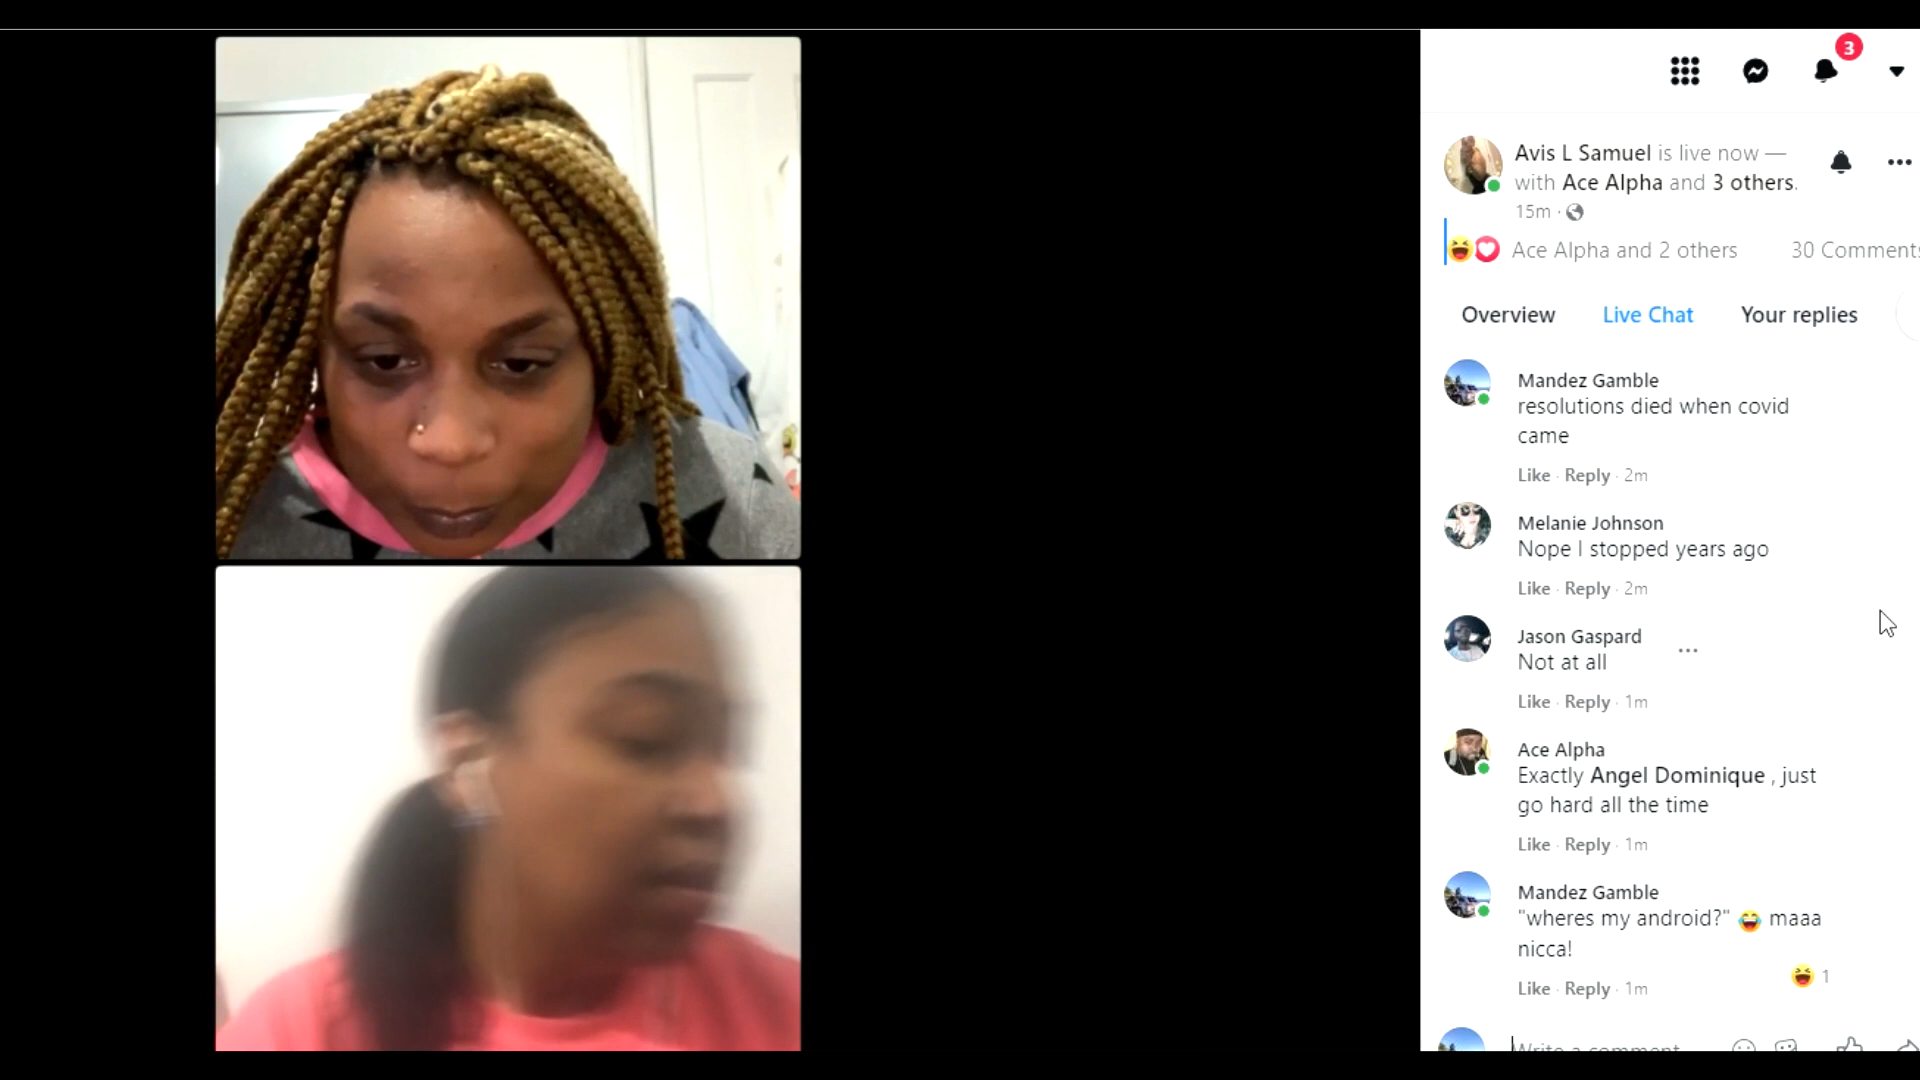 3
Avis L Samuel is live now —
with Ace Alpha and 3 others.
15m ·
Ace Alpha and 2 others 30 Comments
Overview Live Chat Your replies
Mandez Gamble
resolutions died when covid
came
Like · Reply · 2m
Melanie Johnson
Nope I stopped years ago
Like · Reply · 2m
Jason Gaspard
Not at all
Like · Reply · 1m
Ace Alpha
Exactly Angel Dominique , just
go hard all the time
Like · Reply · 1m
Mandez Gamble
"wheres my android?" 😂 maaa
nicca!
😆 1
Like · Reply · 1m
Write a comment